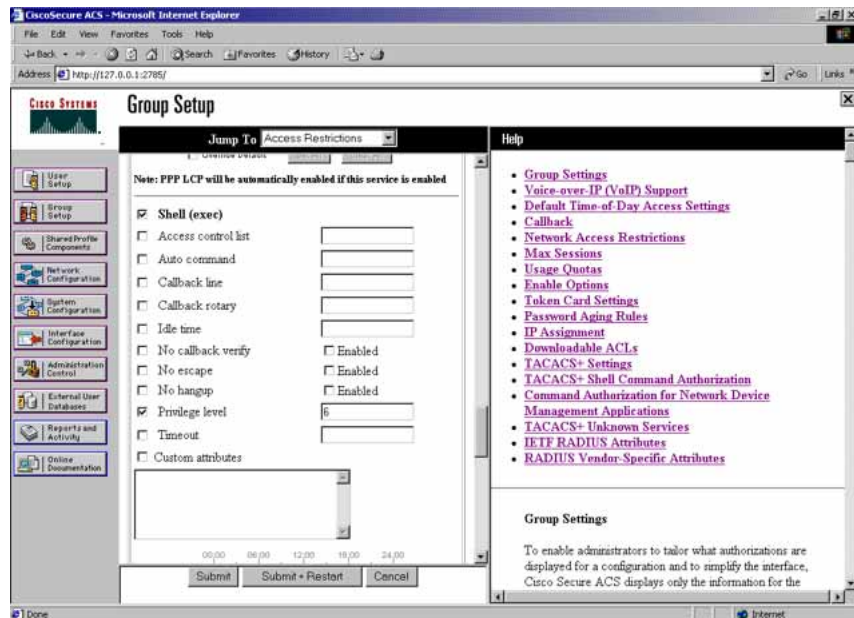 CiscoSecure ACS - Microsoft Internet Explorer
File Edit View Favorites Tools Help
Back Search Favorites History
Address http://127.0.0.1:2785/ Go Links »
CISCO SYSTEMS
Group Setup
Jump To Access Restrictions
User Setup
Group Setup
Shared Profile Components
Network Configuration
System Configuration
Interface Configuration
Administration Control
External User Databases
Reports and Activity
Online Documentation
Note: PPP LCP will be automatically enabled if this service is enabled
Shell (exec)
Access control list
Auto command
Callback line
Callback rotary
Idle time
No callback verify Enabled
No escape Enabled
No hangup Enabled
Privilege level 6
Timeout
Custom attributes
00;00 06;00 12;00 18;00 24;00
Submit Submit + Restart Cancel
Help
• Group Settings
• Voice-over-IP (VoIP) Support
• Default Time-of-Day Access Settings
• Callback
• Network Access Restrictions
• Max Sessions
• Usage Quotas
• Enable Options
• Token Card Settings
• Password Aging Rules
• IP Assignment
• Downloadable ACLs
• TACACS+ Settings
• TACACS+ Shell Command Authorization
• Command Authorization for Network Device
Management Applications
• TACACS+ Unknown Services
• IETF RADIUS Attributes
• RADIUS Vendor-Specific Attributes
Group Settings
To enable administrators to tailor what authorizations are
displayed for a configuration and to simplify the interface,
Cisco Secure ACS displays only the information for the
Done Internet